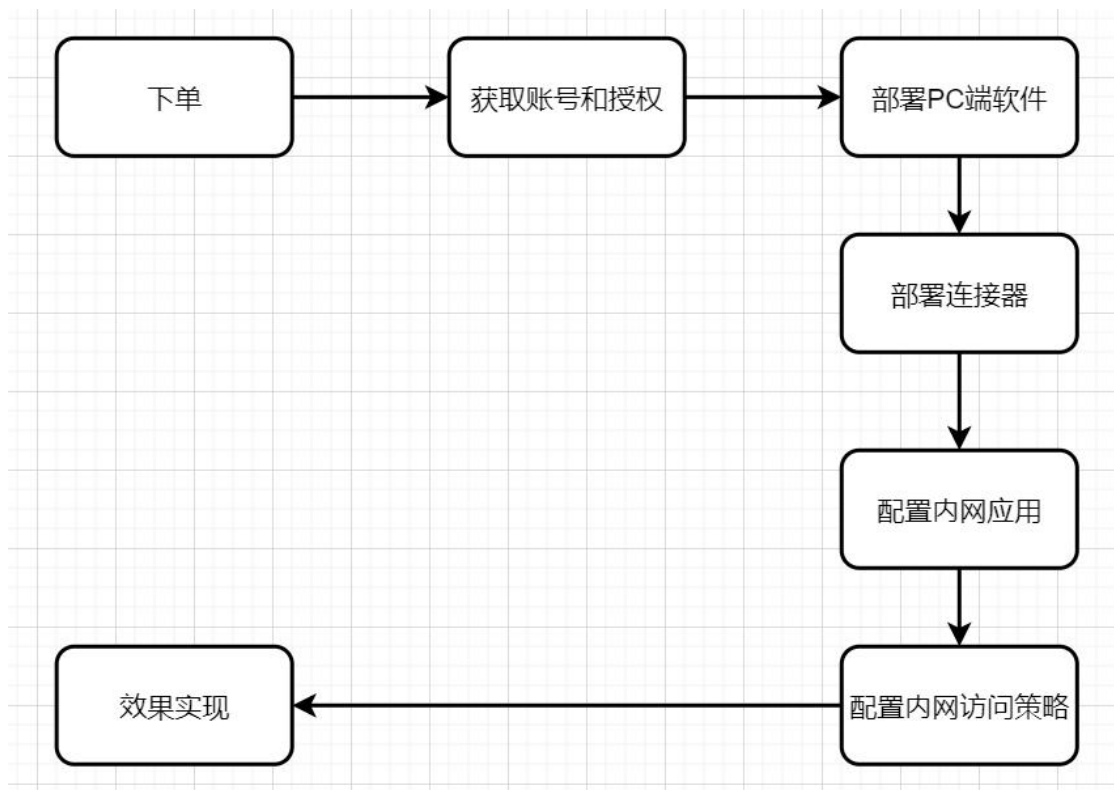 下单
获取账号和授权
部署PC端软件
部署连接器
配置内网应用
配置内网访问策略
效果实现